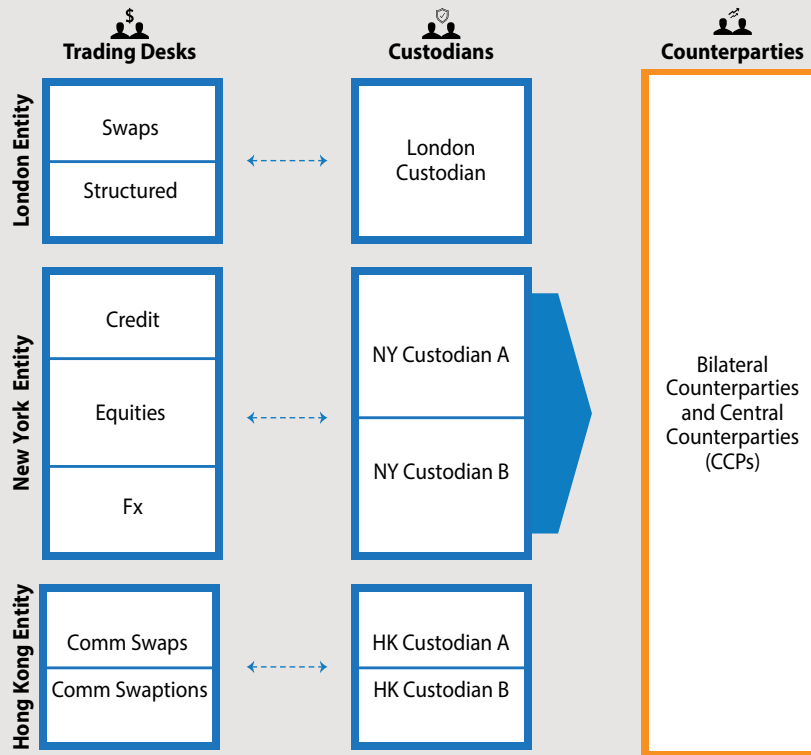 $
Trading Desks
Custodians
Counterparties
London Entity
Swaps
Structured
London
Custodian
New York Entity
Credit
Equities
Fx
NY Custodian A
NY Custodian B
Bilateral
Counterparties
and Central
Counterparties
(CCPs)
Hong Kong Entity
Comm Swaps
Comm Swaptions
HK Custodian A
HK Custodian B